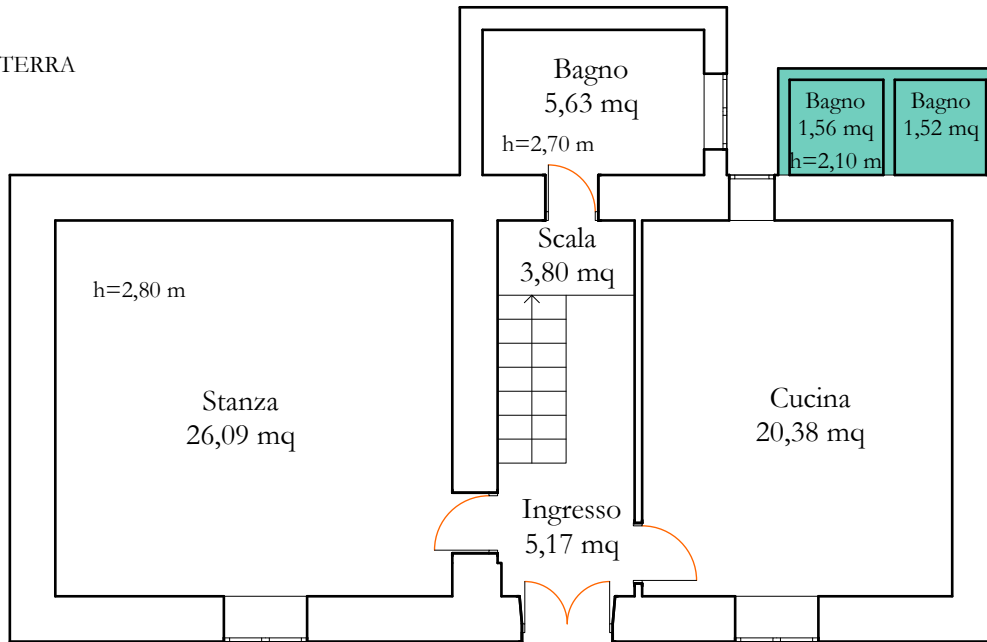 TERRA
Bagno
5,63 mq
h=2,70 m
Bagno
1,56 mq
h=2,10 m
Bagno
1,52 mq
Scala
3,80 mq
h=2,80 m
Stanza
26,09 mq
Cucina
20,38 mq
Ingresso
5,17 mq